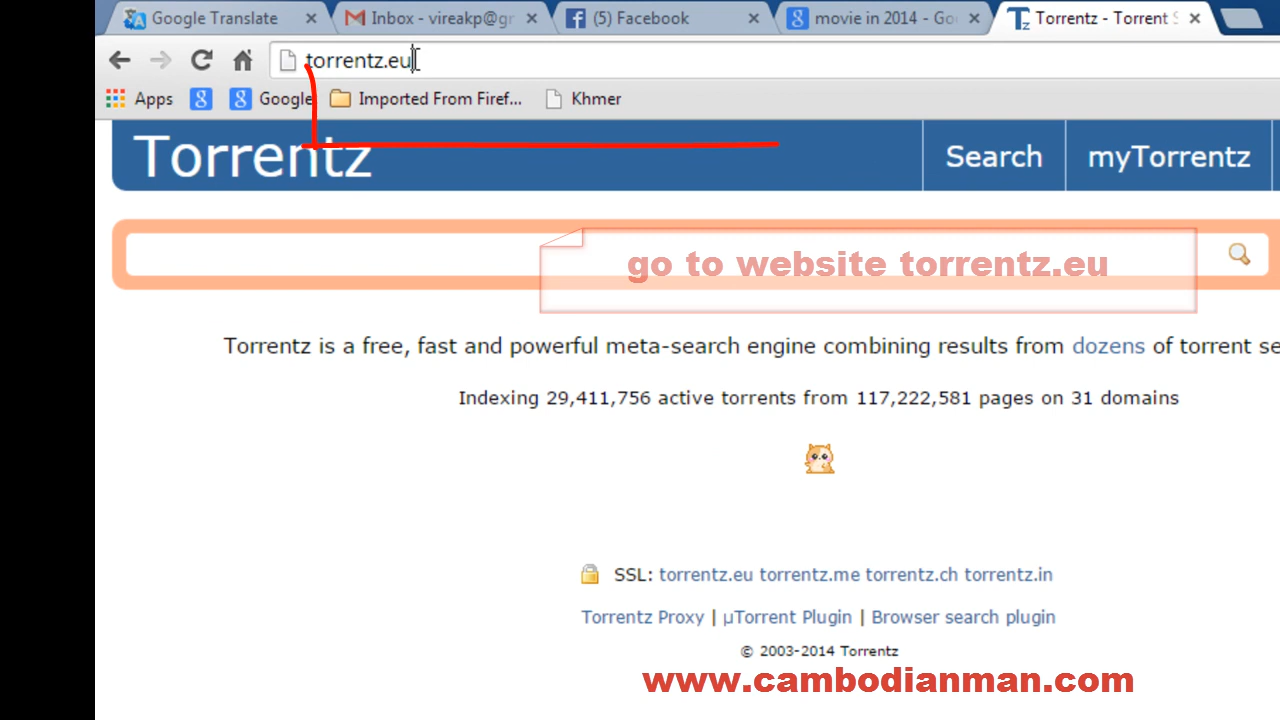 Google Translate
Inbox - vireakp@gr
(5) Facebook
movie in 2014 - Go
Torrentz - Torrent S
torrentz.eu
Apps
Google
Imported From Firef...
Khmer
Torrentz
Search
myTorrentz
go to website torrentz.eu
Torrentz is a free, fast and powerful meta-search engine combining results from dozens of torrent se
Indexing 29,411,756 active torrents from 117,222,581 pages on 31 domains
SSL: torrentz.eu torrentz.me torrentz.ch torrentz.in
Torrentz Proxy | µTorrent Plugin | Browser search plugin
© 2003-2014 Torrentz
www.cambodianman.com